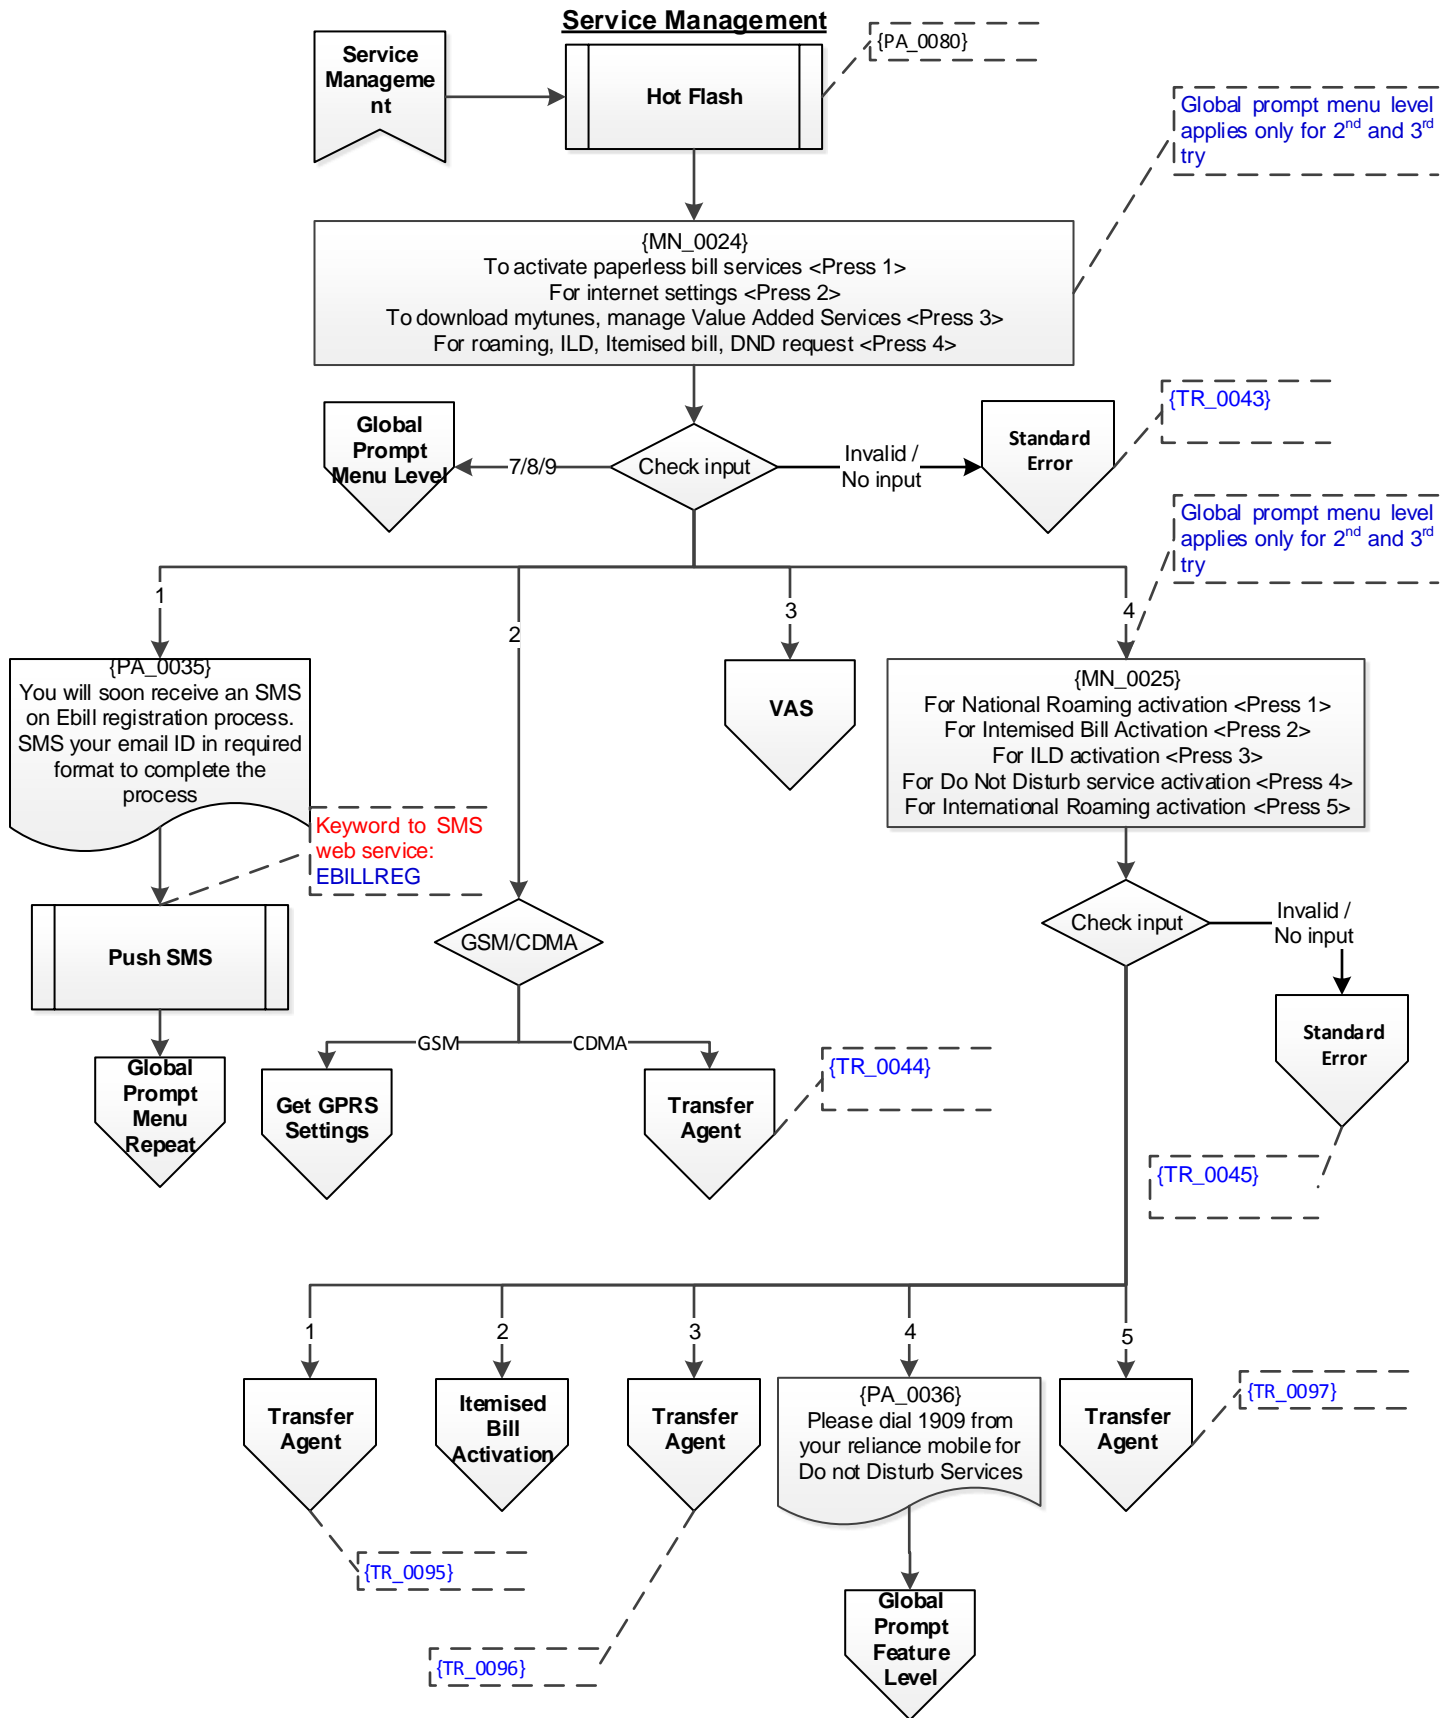 Service Management
Service
Manageme
nt
Hot Flash
{PA_0080}
Global prompt menu level
applies only for 2nd and 3rd
try
{MN_0024}
To activate paperless bill services <Press 1>
For internet settings <Press 2>
To download mytunes, manage Value Added Services <Press 3>
For roaming, ILD, Itemised bill, DND request <Press 4>
Global
Prompt
Menu Level
7/8/9
Check input
Invalid /
No input
Standard
Error
{TR_0043}
Global prompt menu level
applies only for 2nd and 3rd
try
1
2
3
4
{PA_0035}
You will soon receive an SMS
on Ebill registration process.
SMS your email ID in required
format to complete the
process
Keyword to SMS
web service:
EBILLREG
Push SMS
Global
Prompt
Menu
Repeat
GSM/CDMA
GSM
CDMA
Get GPRS
Settings
Transfer
Agent
{TR_0044}
VAS
{MN_0025}
For National Roaming activation <Press 1>
For Intemised Bill Activation <Press 2>
For ILD activation <Press 3>
For Do Not Disturb service activation <Press 4>
For International Roaming activation <Press 5>
Check input
Invalid /
No input
Standard
Error
{TR_0045}
1
2
3
4
5
Transfer
Agent
{TR_0095}
Itemised
Bill
Activation
Transfer
Agent
{TR_0096}
{PA_0036}
Please dial 1909 from
your reliance mobile for
Do not Disturb Services
Global
Prompt
Feature
Level
Transfer
Agent
{TR_0097}